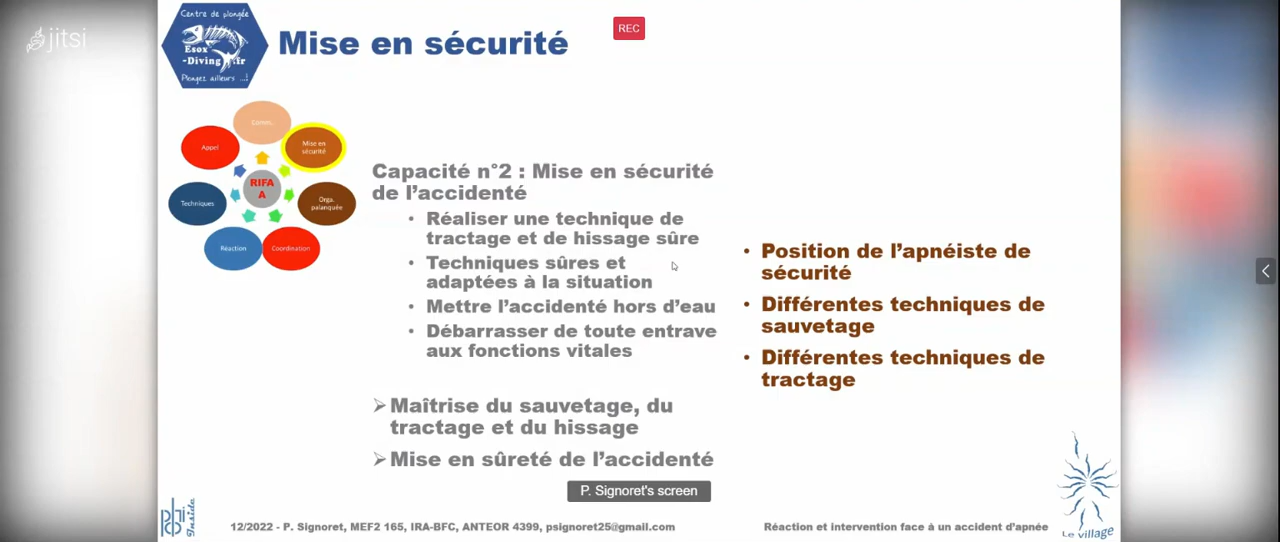 jitsi
Centre de plongée
Esox
-Diving.fr
Plongez ailleurs ...!
Mise en sécurité
REC
Comm.
Appel
Mise en
sécurité
RIFA
A
Techniques
Orga.
palanquée
Réaction
Coordination
Capacité n°2 : Mise en sécurité
de l'accidenté
• Réaliser une technique de
tractage et de hissage sûre
• Techniques sûres et
adaptées à la situation
• Mettre l'accidenté hors d'eau
• Débarrasser de toute entrave
aux fonctions vitales
➢ Maîtrise du sauvetage, du
tractage et du hissage
➢ Mise en sûreté de l'accidenté
• Position de l'apnéiste de
sécurité
• Différentes techniques de
sauvetage
• Différentes techniques de
tractage
P. Signoret's screen
Inside
12/2022 - P. Signoret, MEF2 165, IRA-BFC, ANTEOR 4399, psignoret25@gmail.com
Réaction et intervention face à un accident d'apnée
Le village